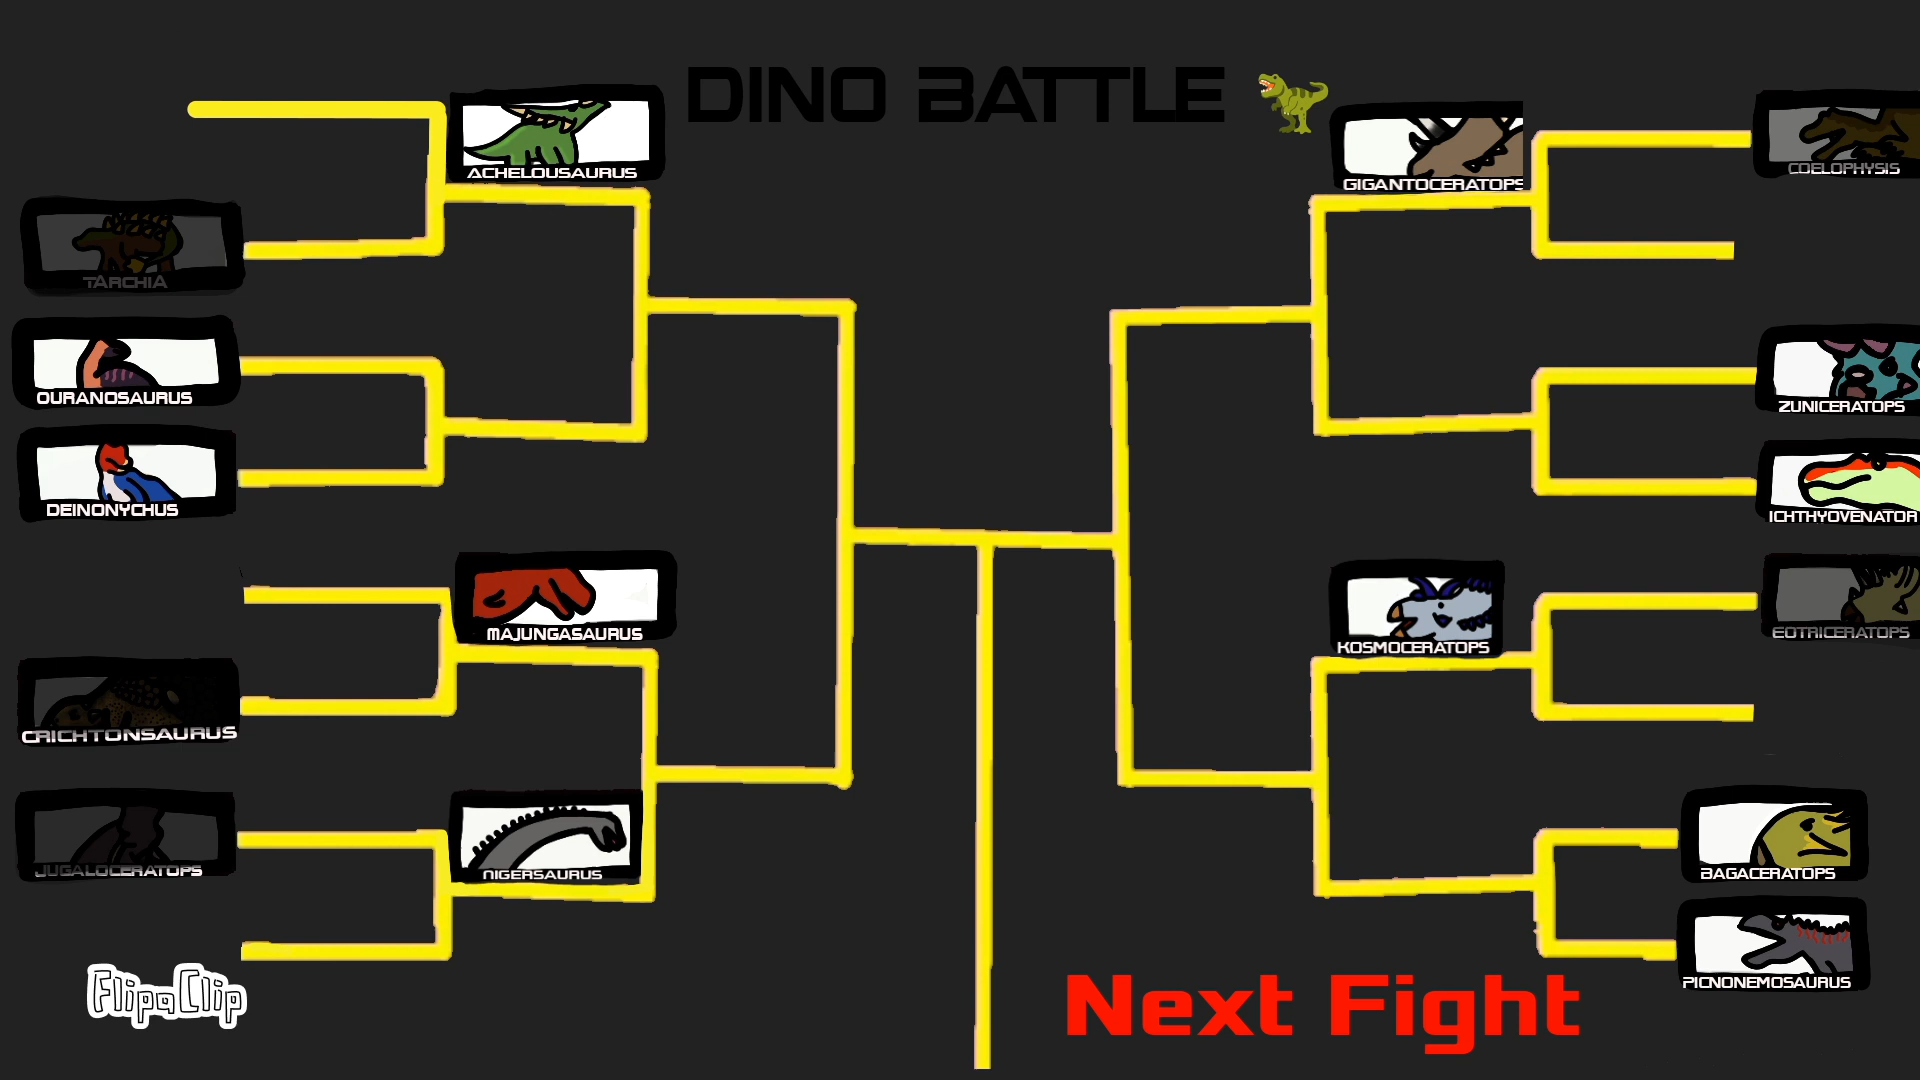 DINO BATTLE
ACHELOUSAURUS
TARCHIA
OURANOSAURUS
DEINONYCHUS
MAJUNGASAURUS
CRICHTONSAURUS
JUGALOCERATOPS
NIGERSAURUS
GIGANTOCERATOPS
COELOPHYSIS
ZUNICERATOPS
ICHTHYOVENATOR
KOSMOCERATOPS
EOTRICERATOPS
BAGACERATOPS
PICNONEMOSAURUS
FlipaClip
Next Fight